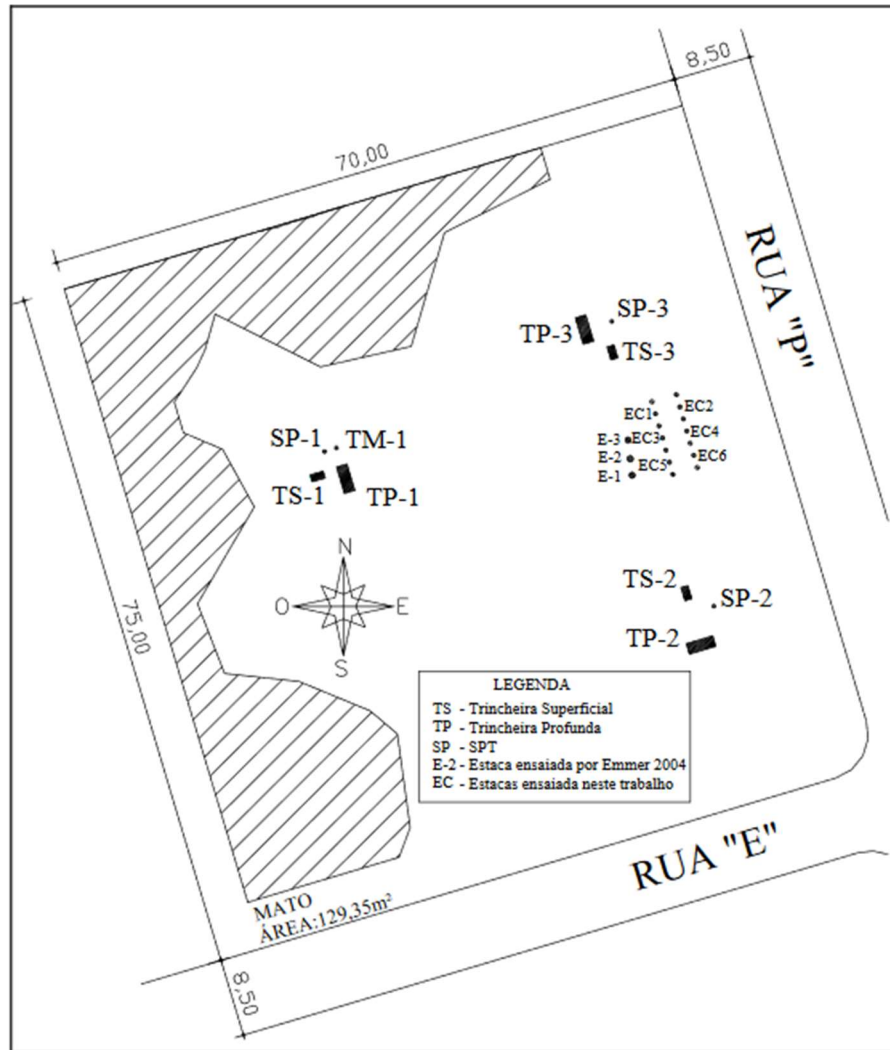 8,50
70,00
RUA "P"
SP-3
TP-3
TS-3
EC1
EC2
E-3
EC3
EC4
E-2
EC5
EC6
E-1
SP-1
TM-1
TS-1
TP-1
N
O
E
S
TS-2
SP-2
TP-2
75,00
LEGENDA
TS - Trincheira Superficial
TP - Trincheira Profunda
SP - SPT
E-2 - Estaca ensaiada por Emmer 2004
EC - Estacas ensaiada neste trabalho
RUA "E"
MATO
ÁREA:129,35m²
8,50